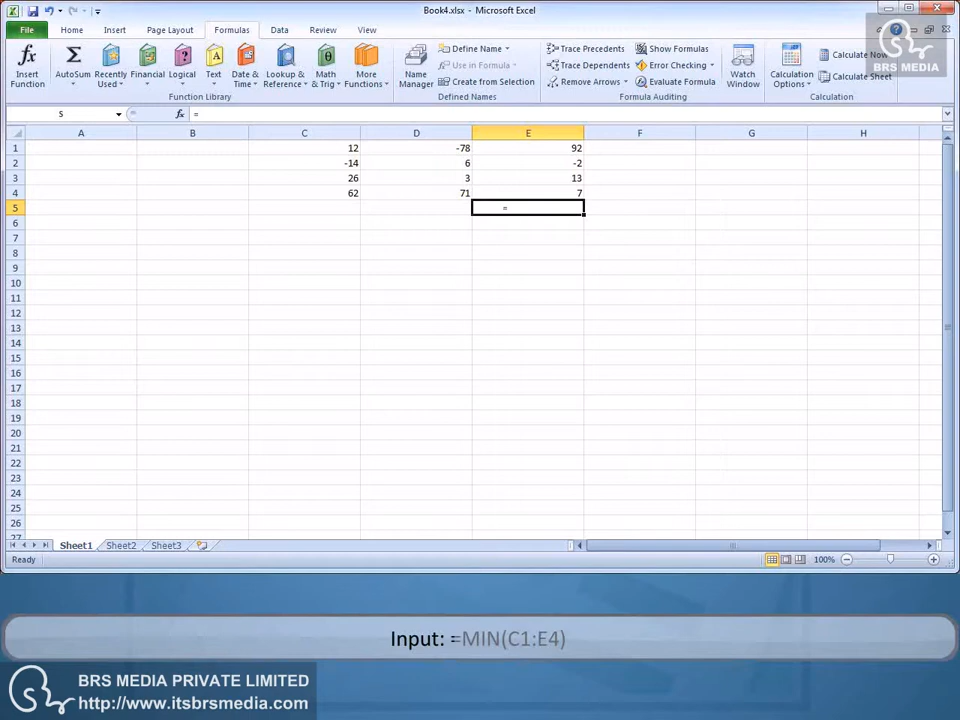 Book4.xlsx - Microsoft Excel
File Home Insert Page Layout Formulas Data Review View
Insert Function
AutoSum
Recently Used
Financial
Logical
Text
Date & Time
Lookup & Reference
Math & Trig
More Functions
Function Library
Name Manager
Define Name
Use in Formula
Create from Selection
Defined Names
Trace Precedents
Trace Dependents
Remove Arrows
Show Formulas
Error Checking
Evaluate Formula
Formula Auditing
Watch Window
Calculation Options
Calculate Now
Calculate Sheet
Calculation
BRS MEDIA
S fx =
A B C D E F G H
1 12 -78 92
2 -14 6 -2
3 26 3 13
4 62 71 7
5 =
6
7
8
9
10
11
12
13
14
15
16
17
18
19
20
21
22
23
24
25
26
27
Sheet1 Sheet2 Sheet3
Ready 100%
Input: =MIN(C1:E4)
BRS MEDIA PRIVATE LIMITED
http://www.itsbrsmedia.com